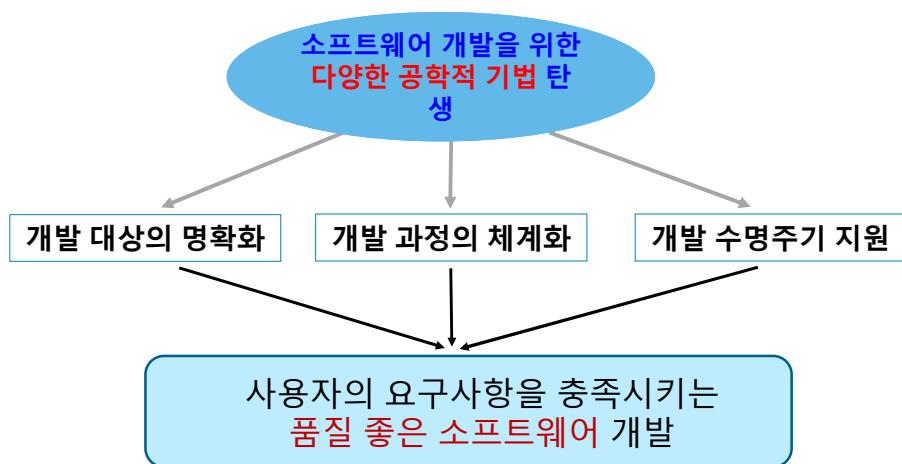 소프트웨어 개발을 위한
다양한 공학적 기법 탄
생
개발 대상의 명확화
개발 과정의 체계화
개발 수명주기 지원
사용자의 요구사항을 충족시키는
품질 좋은 소프트웨어 개발